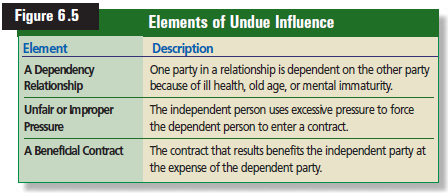 Figure 6.5
Elements of Undue Influence
Element Description
A Dependency One party in a relationship is dependent on the other party
Relationship because of ill health, old age, or mental immaturity.
Unfair or Improper The independent person uses excessive pressure to force
Pressure the dependent person to enter a contract.
A Beneficial Contract The contract that results benefits the independent party at
the expense of the dependent party.